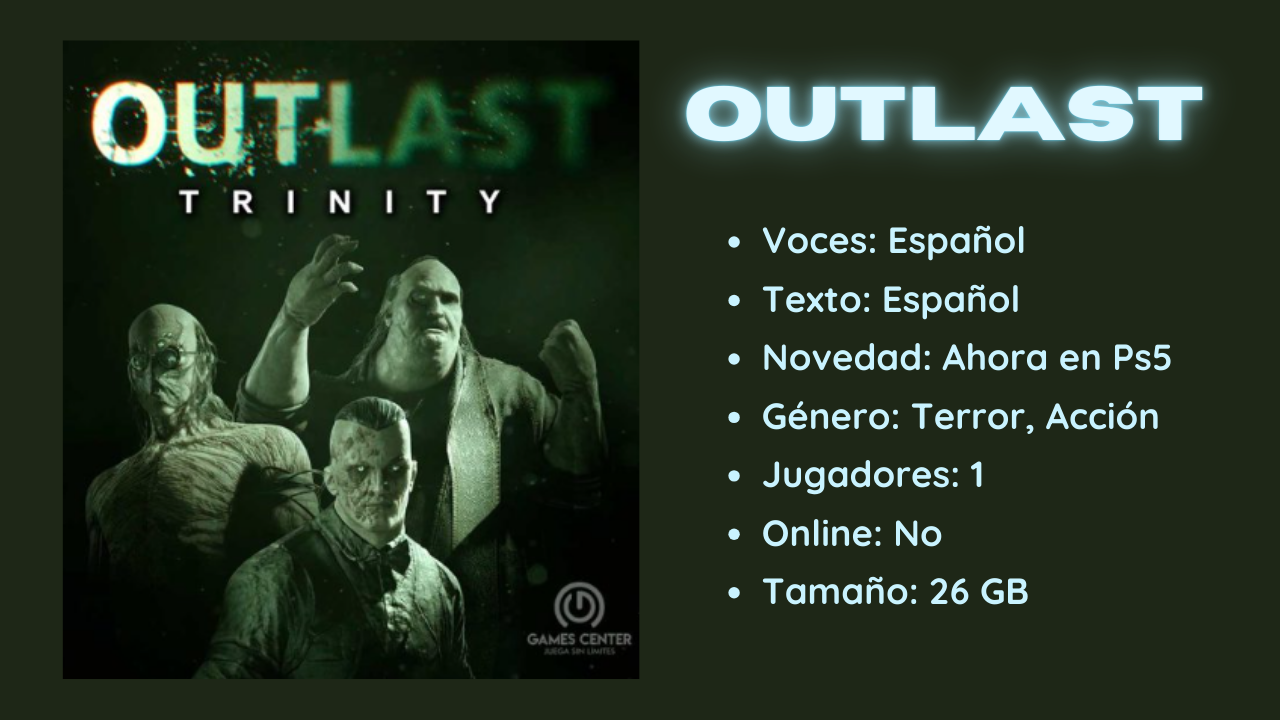 OUTLAST
TRINITY
GAMES CENTER
JUEGA SIN LIMITES
OUTLAST
• Voces: Español
• Texto: Español
• Novedad: Ahora en Ps5
• Género: Terror, Acción
• Jugadores: 1
• Online: No
• Tamaño: 26 GB